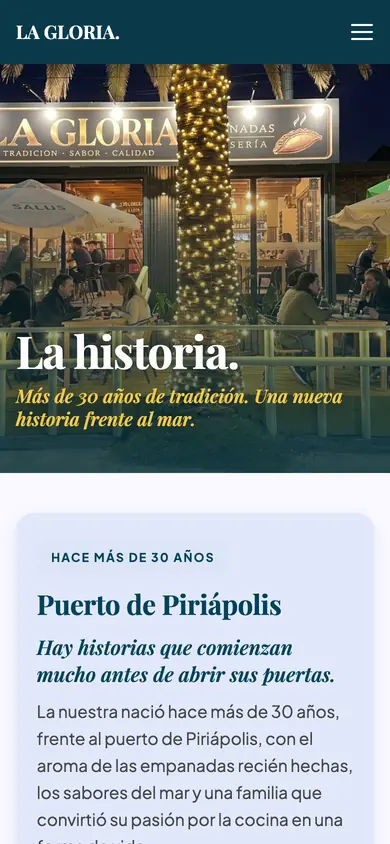 LA GLORIA.
LA GLORIA
TRADICION · SABOR · CALIDAD
NADAS
SERÍA
SALUS
La historia.
Más de 30 años de tradición. Una nueva
historia frente al mar.
HACE MÁS DE 30 AÑOS
Puerto de Piriápolis
Hay historias que comienzan
mucho antes de abrir sus puertas.
La nuestra nació hace más de 30 años,
frente al puerto de Piriápolis, con el
aroma de las empanadas recién hechas,
los sabores del mar y una familia que
convirtió su pasión por la cocina en una